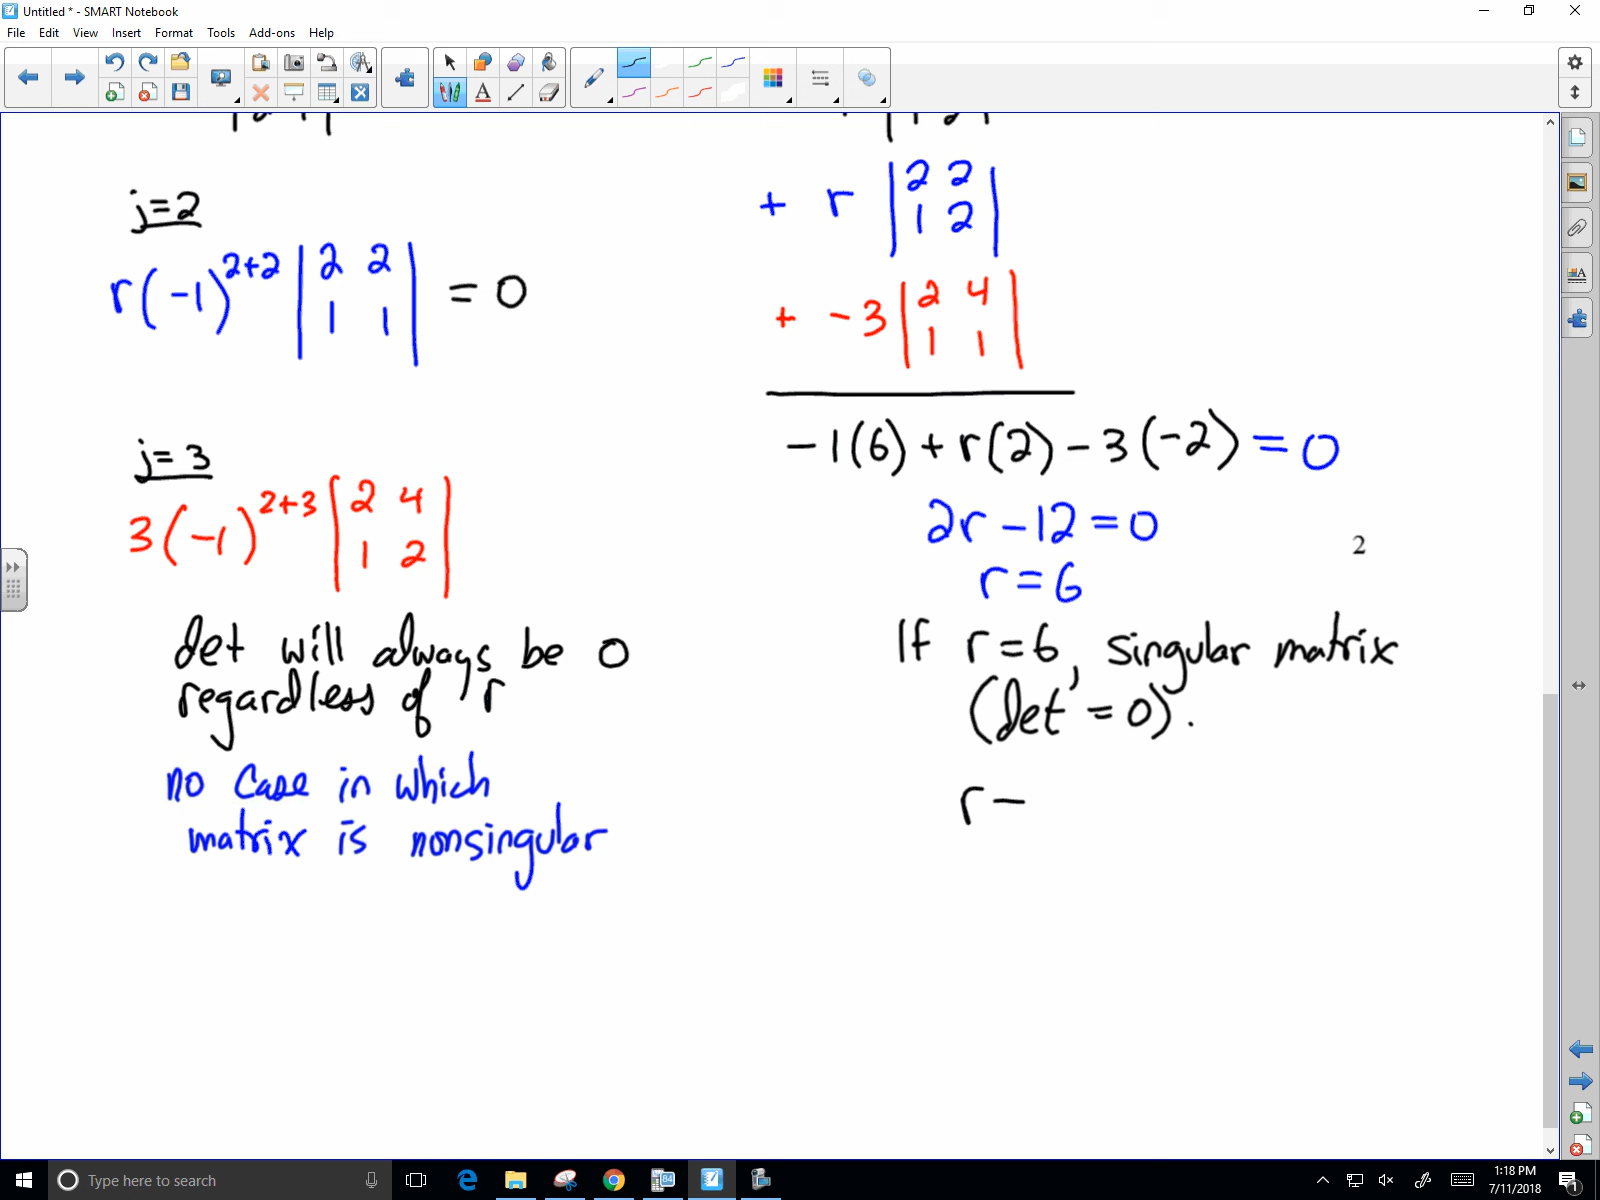 Untitled * - SMART Notebook
File Edit View Insert Format Tools Add-ons Help
j=2
r(-1)^{2+2} |2 2|
|1 1| = 0
j=3
3(-1)^{2+3} |2 4|
|1 2|
det will always be 0
regardless of r
no case in which
matrix is nonsingular
+ r |2 2|
|1 2|
+ -3 |2 4|
|1 1|
-1(6) + r(2) - 3(-2) = 0
2r - 12 = 0
r = 6
2
If r = 6, singular matrix
(det = 0).
r -
Type here to search
84
1:18 PM
7/11/2018
1